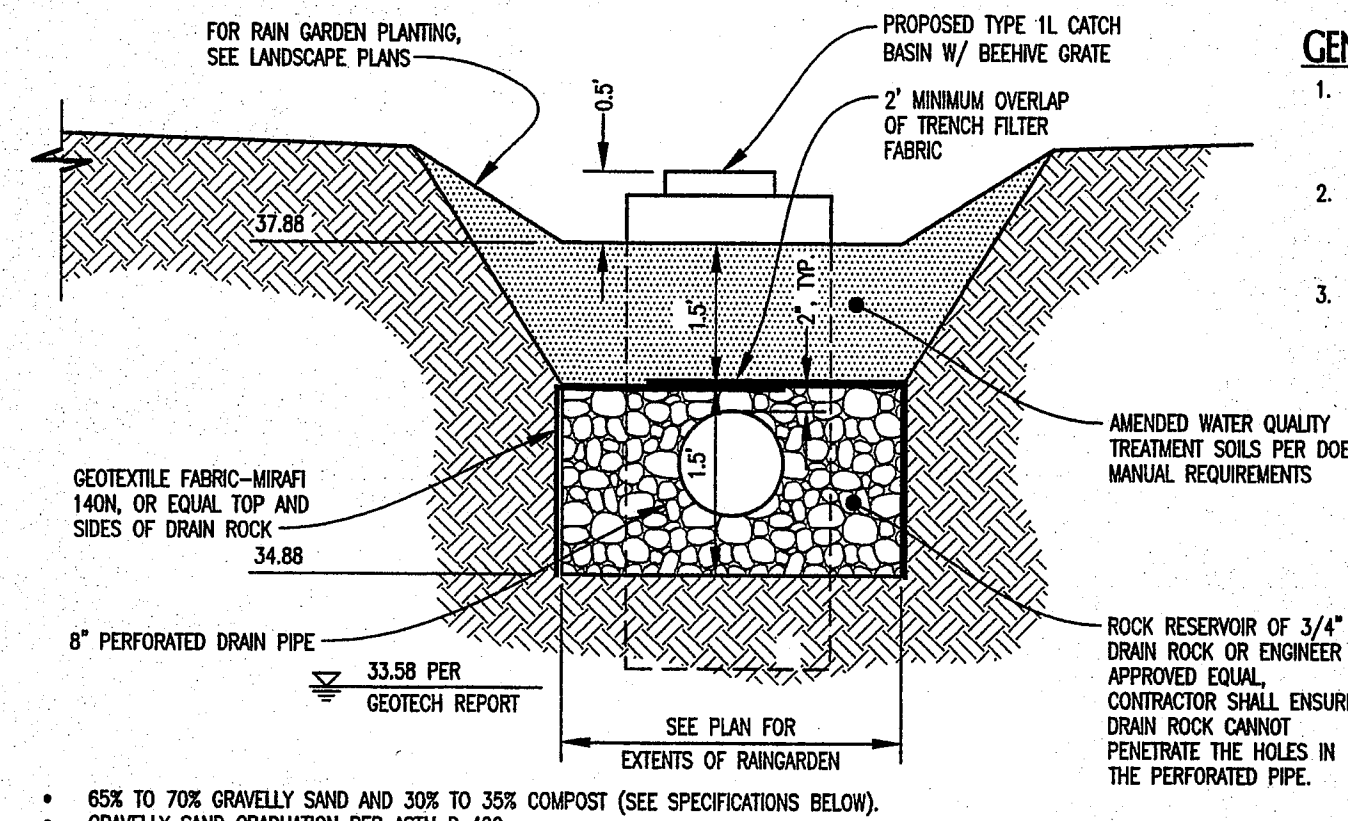 FOR RAIN GARDEN PLANTING,
SEE LANDSCAPE PLANS
PROPOSED TYPE 1L CATCH
BASIN W/ BEEHIVE GRATE
2' MINIMUM OVERLAP
OF TRENCH FILTER
FABRIC
GEN
1.
2.
3.
0.5'
37.88
1.5'
2", TYP
1.5'
AMENDED WATER QUALITY
TREATMENT SOILS PER DOE
MANUAL REQUIREMENTS
GEOTEXTILE FABRIC-MIRAFI
140N, OR EQUAL TOP AND
SIDES OF DRAIN ROCK
34.88
8" PERFORATED DRAIN PIPE
33.58 PER
GEOTECH REPORT
SEE PLAN FOR
EXTENTS OF RAINGARDEN
ROCK RESERVOIR OF 3/4"
DRAIN ROCK OR ENGINEER
APPROVED EQUAL,
CONTRACTOR SHALL ENSURE
DRAIN ROCK CANNOT
PENETRATE THE HOLES IN
THE PERFORATED PIPE.
• 65% TO 70% GRAVELLY SAND AND 30% TO 35% COMPOST (SEE SPECIFICATIONS BELOW).